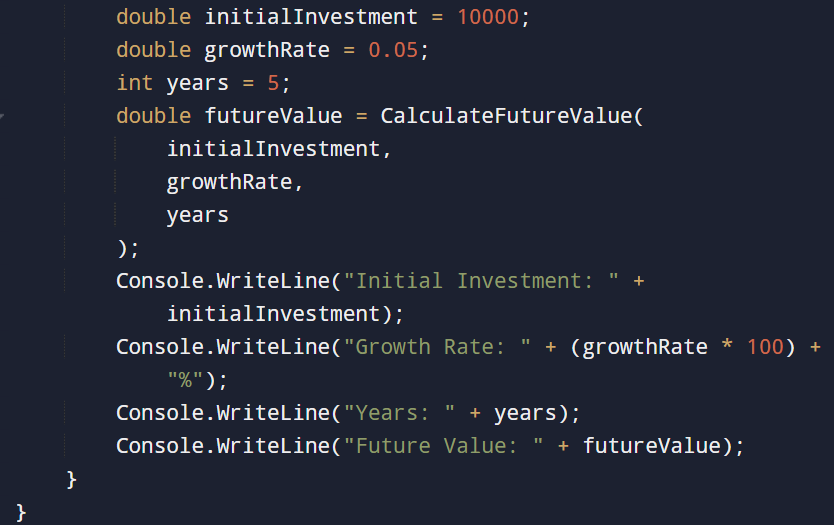 double initialInvestment = 10000;
double growthRate = 0.05;
int years = 5;
double futureValue = CalculateFutureValue(
initialInvestment,
growthRate,
years
);
Console.WriteLine("Initial Investment: " +
initialInvestment);
Console.WriteLine("Growth Rate: " + (growthRate * 100) +
"%");
Console.WriteLine("Years: " + years);
Console.WriteLine("Future Value: " + futureValue);
}
}